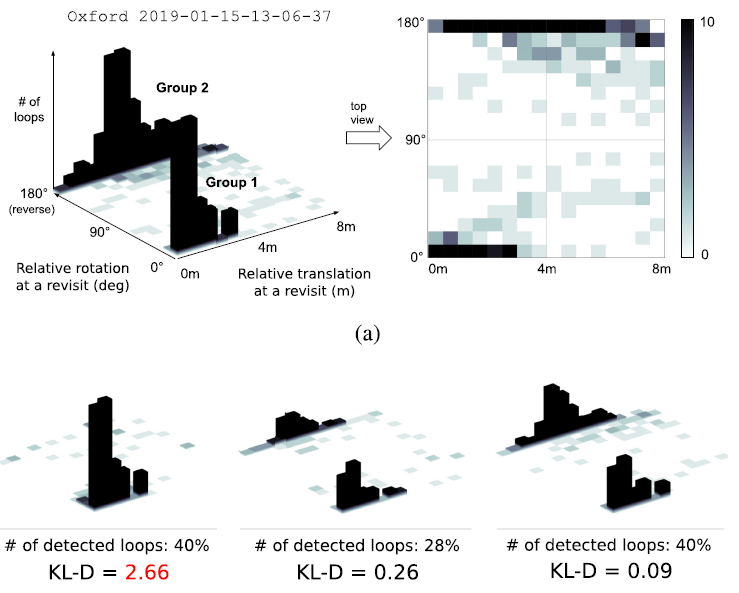 Oxford 2019-01-15-13-06-37
# of
loops
Group 2
Group 1
180°
(reverse)
90°
0°
0m
4m
8m
Relative rotation
at a revisit (deg)
Relative translation
at a revisit (m)
top
view
180°
90°
0°
0m
4m
8m
10
0
(a)
# of detected loops: 40%
KL-D = 2.66
# of detected loops: 28%
KL-D = 0.26
# of detected loops: 40%
KL-D = 0.09